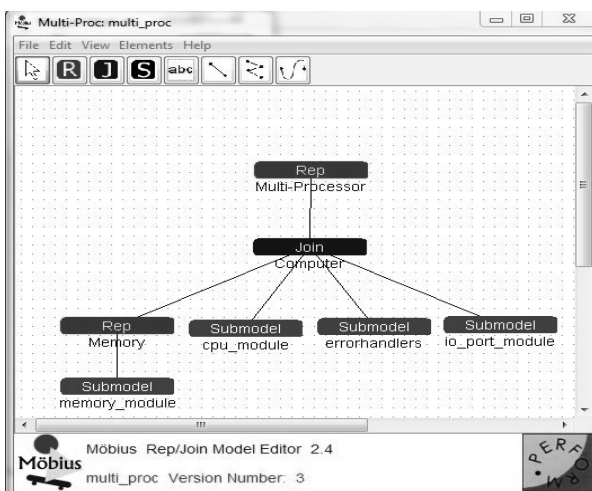 Multi-Proc: multi_proc
File Edit View Elements Help
R J S abc
Rep
Multi-Processor
Join
Computer
Rep
Memory
Submodel
cpu_module
Submodel
errorhandlers
Submodel
io_port_module
Submodel
memory_module
Möbius
Möbius Rep/Join Model Editor 2.4
multi_proc Version Number: 3
PERFORM